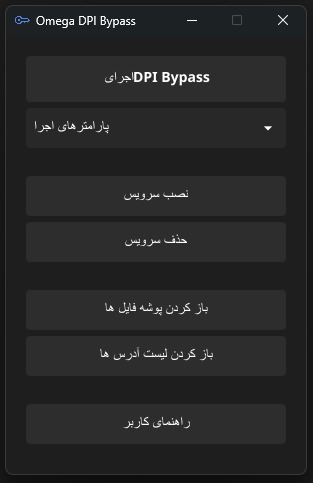 Omega DPI Bypass
اجرای DPI Bypass
پارامترهای اجرا
نصب سرویس
حذف سرویس
باز کردن پوشه فایل ها
باز کردن لیست آدرس ها
راهنمای کاربر